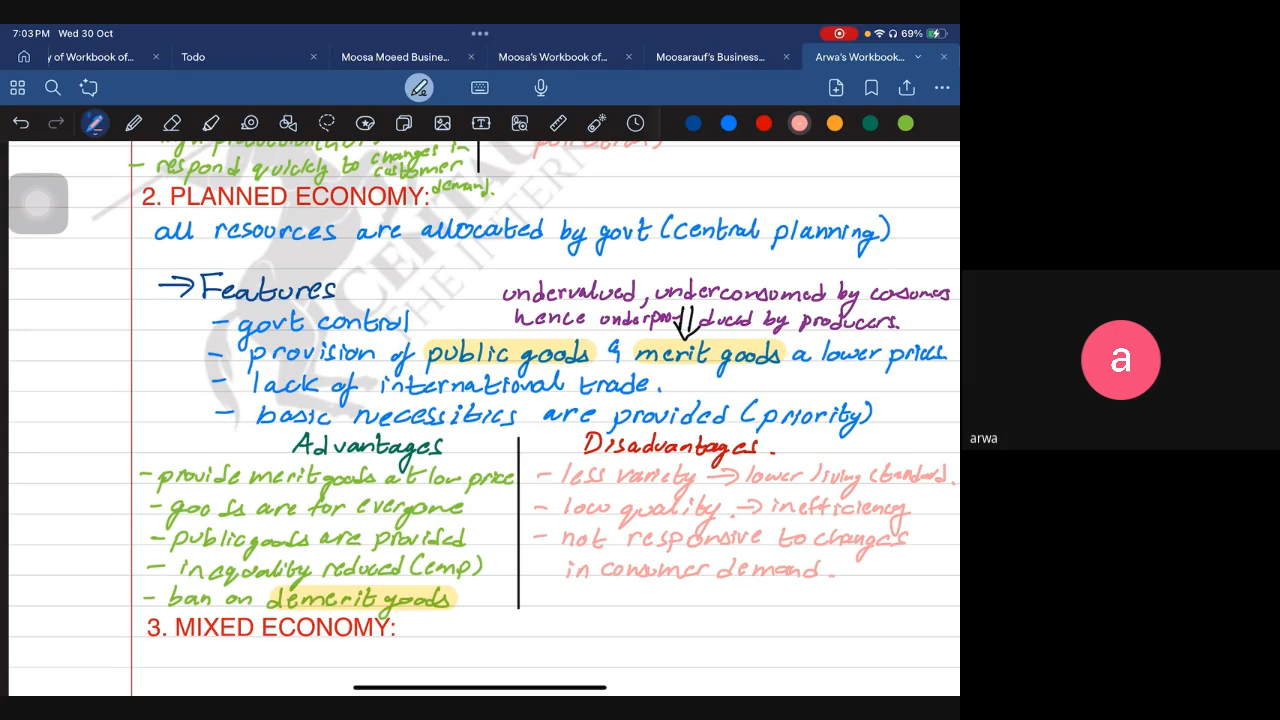 7:03 PM Wed 30 Oct
69%
y of Workbook of...
Todo
Moosa Moeed Busine...
Moosa's Workbook of...
Moosarauf's Business...
Arwa's Workbook...
- respond quickly to changes in
customer
demand.
2. PLANNED ECONOMY:
all resources are allocated by govt (central planning)
→ Features
undervalued, underconsumed by cosumers
hence underproduced by producers.
- govt control
- provision of public goods & merit goods a lower prices
- lack of international trade.
- basic necessities are provided (priority)
Advantages
Disadvantages.
- provide merit goods at low price
- less variety → lower living standard.
- goods are for everyone
- low quality. → inefficiency
- public goods are provided
- not responsive to changes
- inequality reduced (emp)
in consumer demand.
- ban on demerit goods
3. MIXED ECONOMY:
a
arwa